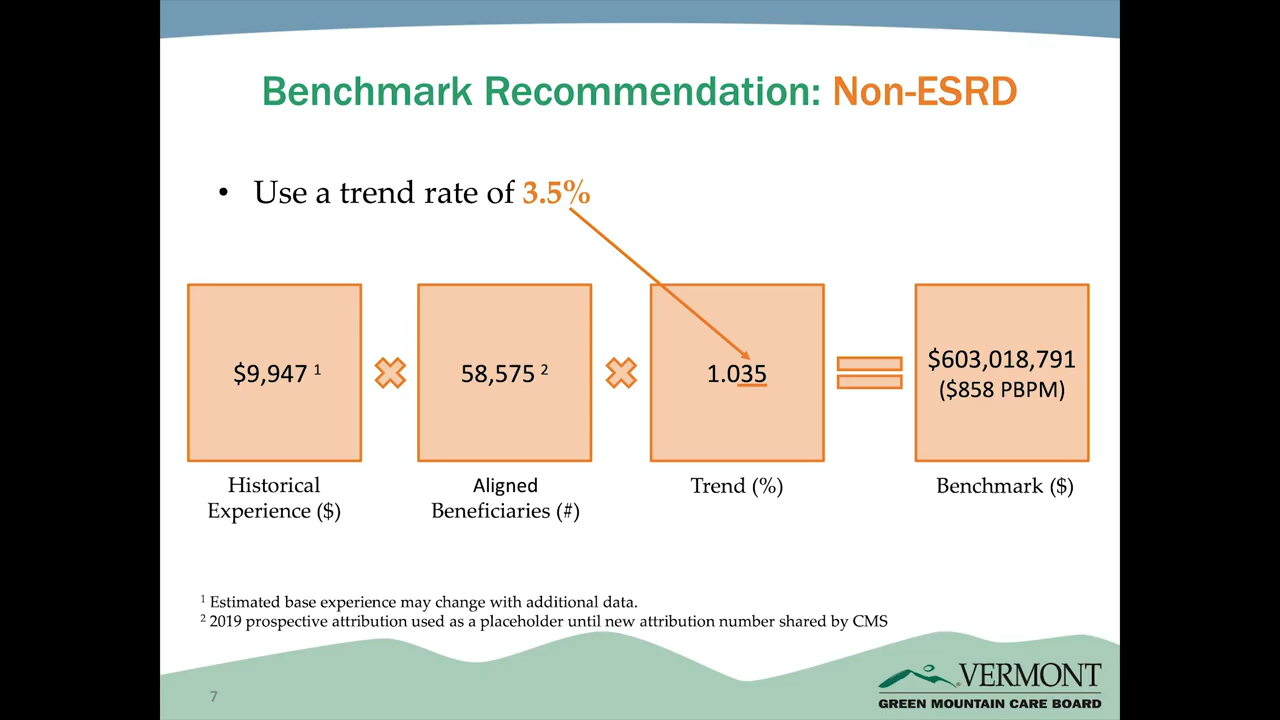 Benchmark Recommendation: Non-ESRD
• Use a trend rate of 3.5%
$9,947 ¹
58,575 ²
1.035
$603,018,791
($858 PBPM)
Historical
Experience ($)
Aligned
Beneficiaries (#)
Trend (%)
Benchmark ($)
¹ Estimated base experience may change with additional data.
² 2019 prospective attribution used as a placeholder until new attribution number shared by CMS
7
VERMONT
GREEN MOUNTAIN CARE BOARD